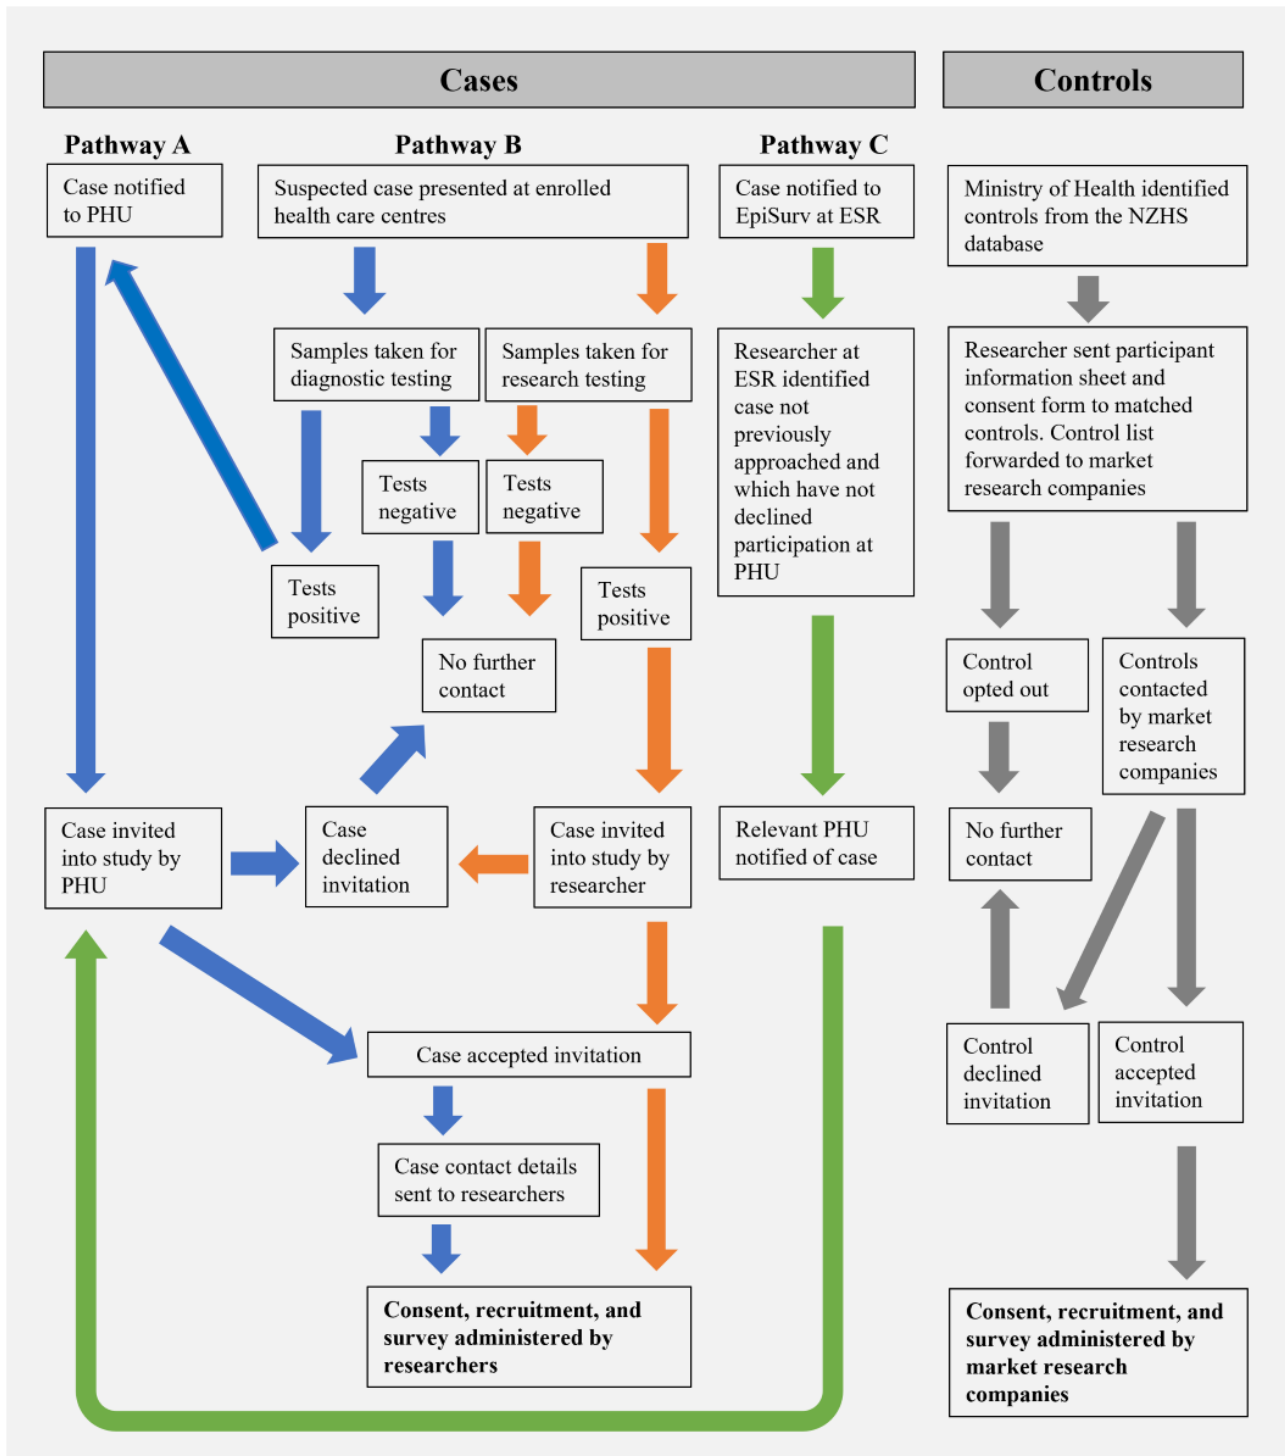 Cases
Controls
Pathway A
Pathway B
Pathway C
Case notified
to PHU
Suspected case presented at enrolled
health care centres
Case notified to
EpiSurv at ESR
Ministry of Health identified
controls from the NZHS
database
Samples taken for
diagnostic testing
Samples taken for
research testing
Researcher at
ESR identified
case not
previously
approached and
which have not
declined
participation at
PHU
Researcher sent participant
information sheet and
consent form to matched
controls. Control list
forwarded to market
research companies
Tests
negative
Tests
negative
Tests
positive
Tests
positive
No further
contact
Control
opted out
Controls
contacted
by market
research
companies
Case invited
into study by
PHU
Case
declined
invitation
Case invited
into study by
researcher
Relevant PHU
notified of case
No further
contact
Case accepted invitation
Control
declined
invitation
Control
accepted
invitation
Case contact details
sent to researchers
Consent, recruitment, and
survey administered by
researchers
Consent, recruitment, and
survey administered by
market research
companies